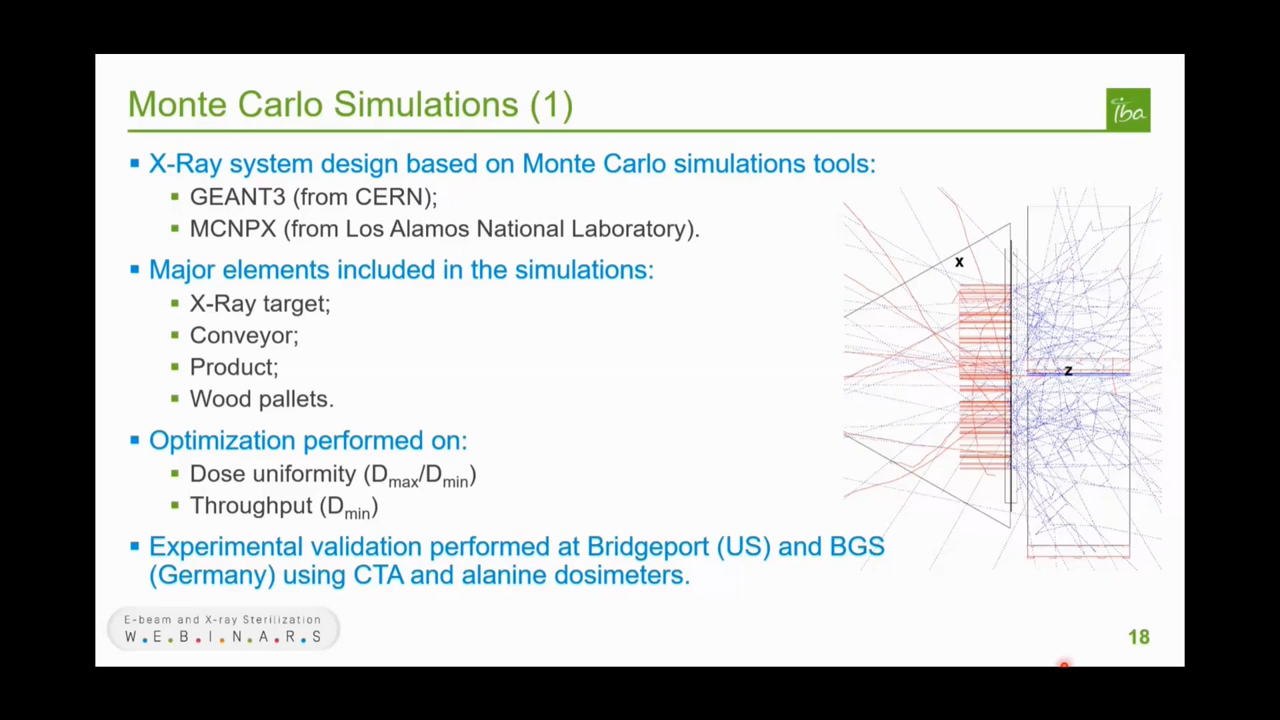 Monte Carlo Simulations (1)
iba
▪ X-Ray system design based on Monte Carlo simulations tools:
▪ GEANT3 (from CERN);
▪ MCNPX (from Los Alamos National Laboratory).
▪ Major elements included in the simulations:
▪ X-Ray target;
▪ Conveyor;
▪ Product;
▪ Wood pallets.
▪ Optimization performed on:
▪ Dose uniformity (Dmax/Dmin)
▪ Throughput (Dmin)
▪ Experimental validation performed at Bridgeport (US) and BGS
(Germany) using CTA and alanine dosimeters.
x
z
E-beam and X-ray Sterilization
W.E.B.I.N.A.R.S
18